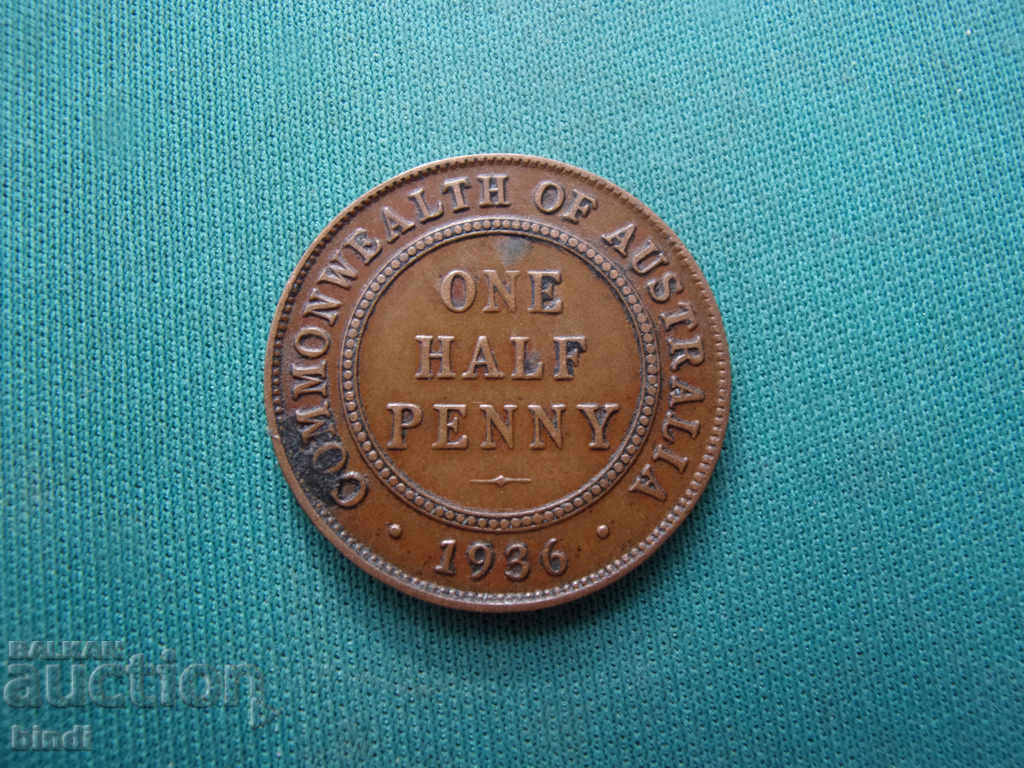 COMMONWEALTH OF AUSTRALIA
ONE
HALF
PENNY
· 1936 ·
BALKAN
auction
bindi